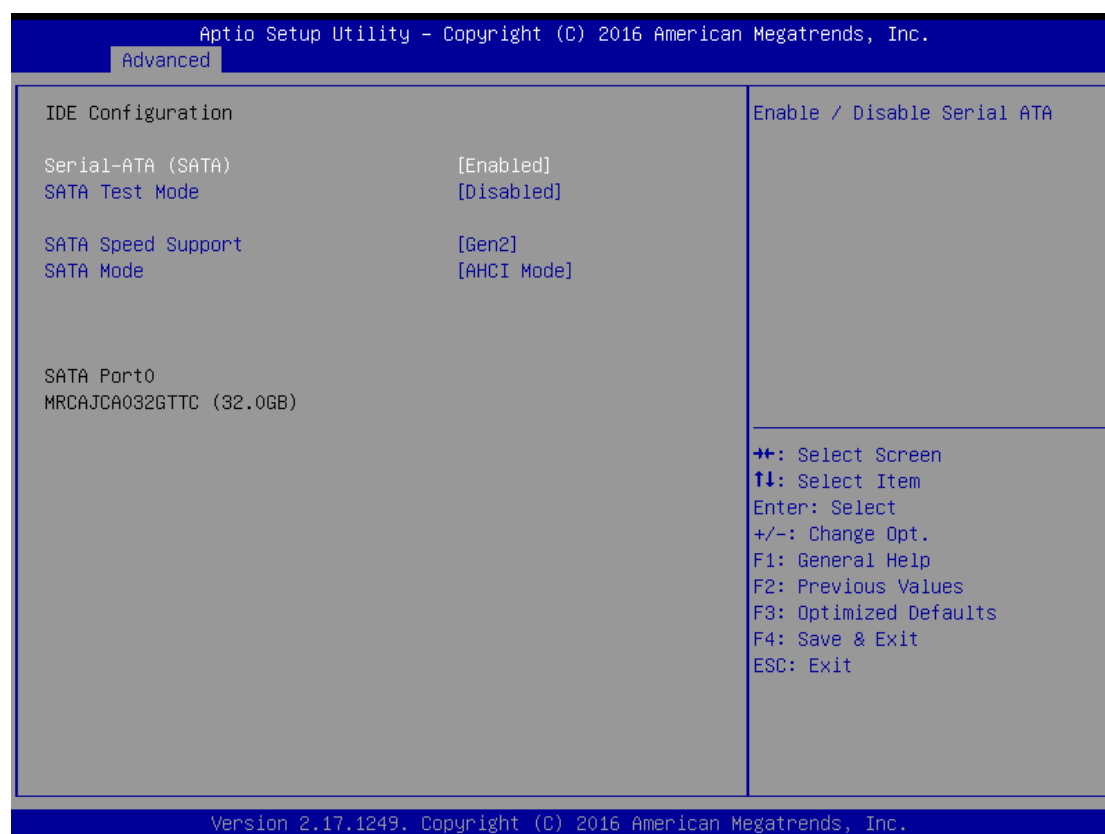 Aptio Setup Utility – Copyright (C) 2016 American Megatrends, Inc.
Advanced
IDE Configuration
Serial-ATA (SATA) [Enabled]
SATA Test Mode [Disabled]
SATA Speed Support [Gen2]
SATA Mode [AHCI Mode]
SATA Port0
MRCAJCA032GTTC (32.0GB)
Enable / Disable Serial ATA
→←: Select Screen
↑↓: Select Item
Enter: Select
+/-: Change Opt.
F1: General Help
F2: Previous Values
F3: Optimized Defaults
F4: Save & Exit
ESC: Exit
Version 2.17.1249. Copyright (C) 2016 American Megatrends, Inc.